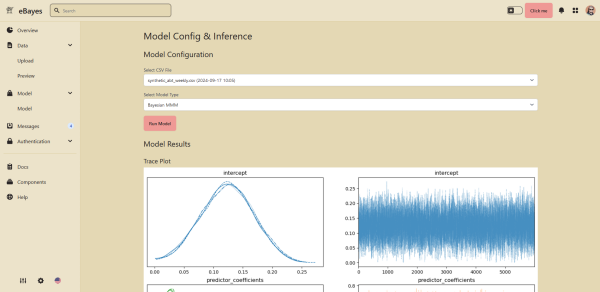 eBayes
Search
Click me
Overview
Data
Upload
Preview
Model
Model
Messages
Authentication
Docs
Components
Help
Model Config & Inference
Model Configuration
Select CSV File
synthetic_abt_weekly.csv (2024-09-17 10:05)
Select Model Type
Bayesian MMM
Run Model
Model Results
Trace Plot
intercept
0.00 0.05 0.10 0.15 0.20 0.25
intercept
0.25
0.20
0.15
0.10
0.05
0.00
0 1000 2000 3000 4000 5000
predictor_coefficients
predictor_coefficients
0.8